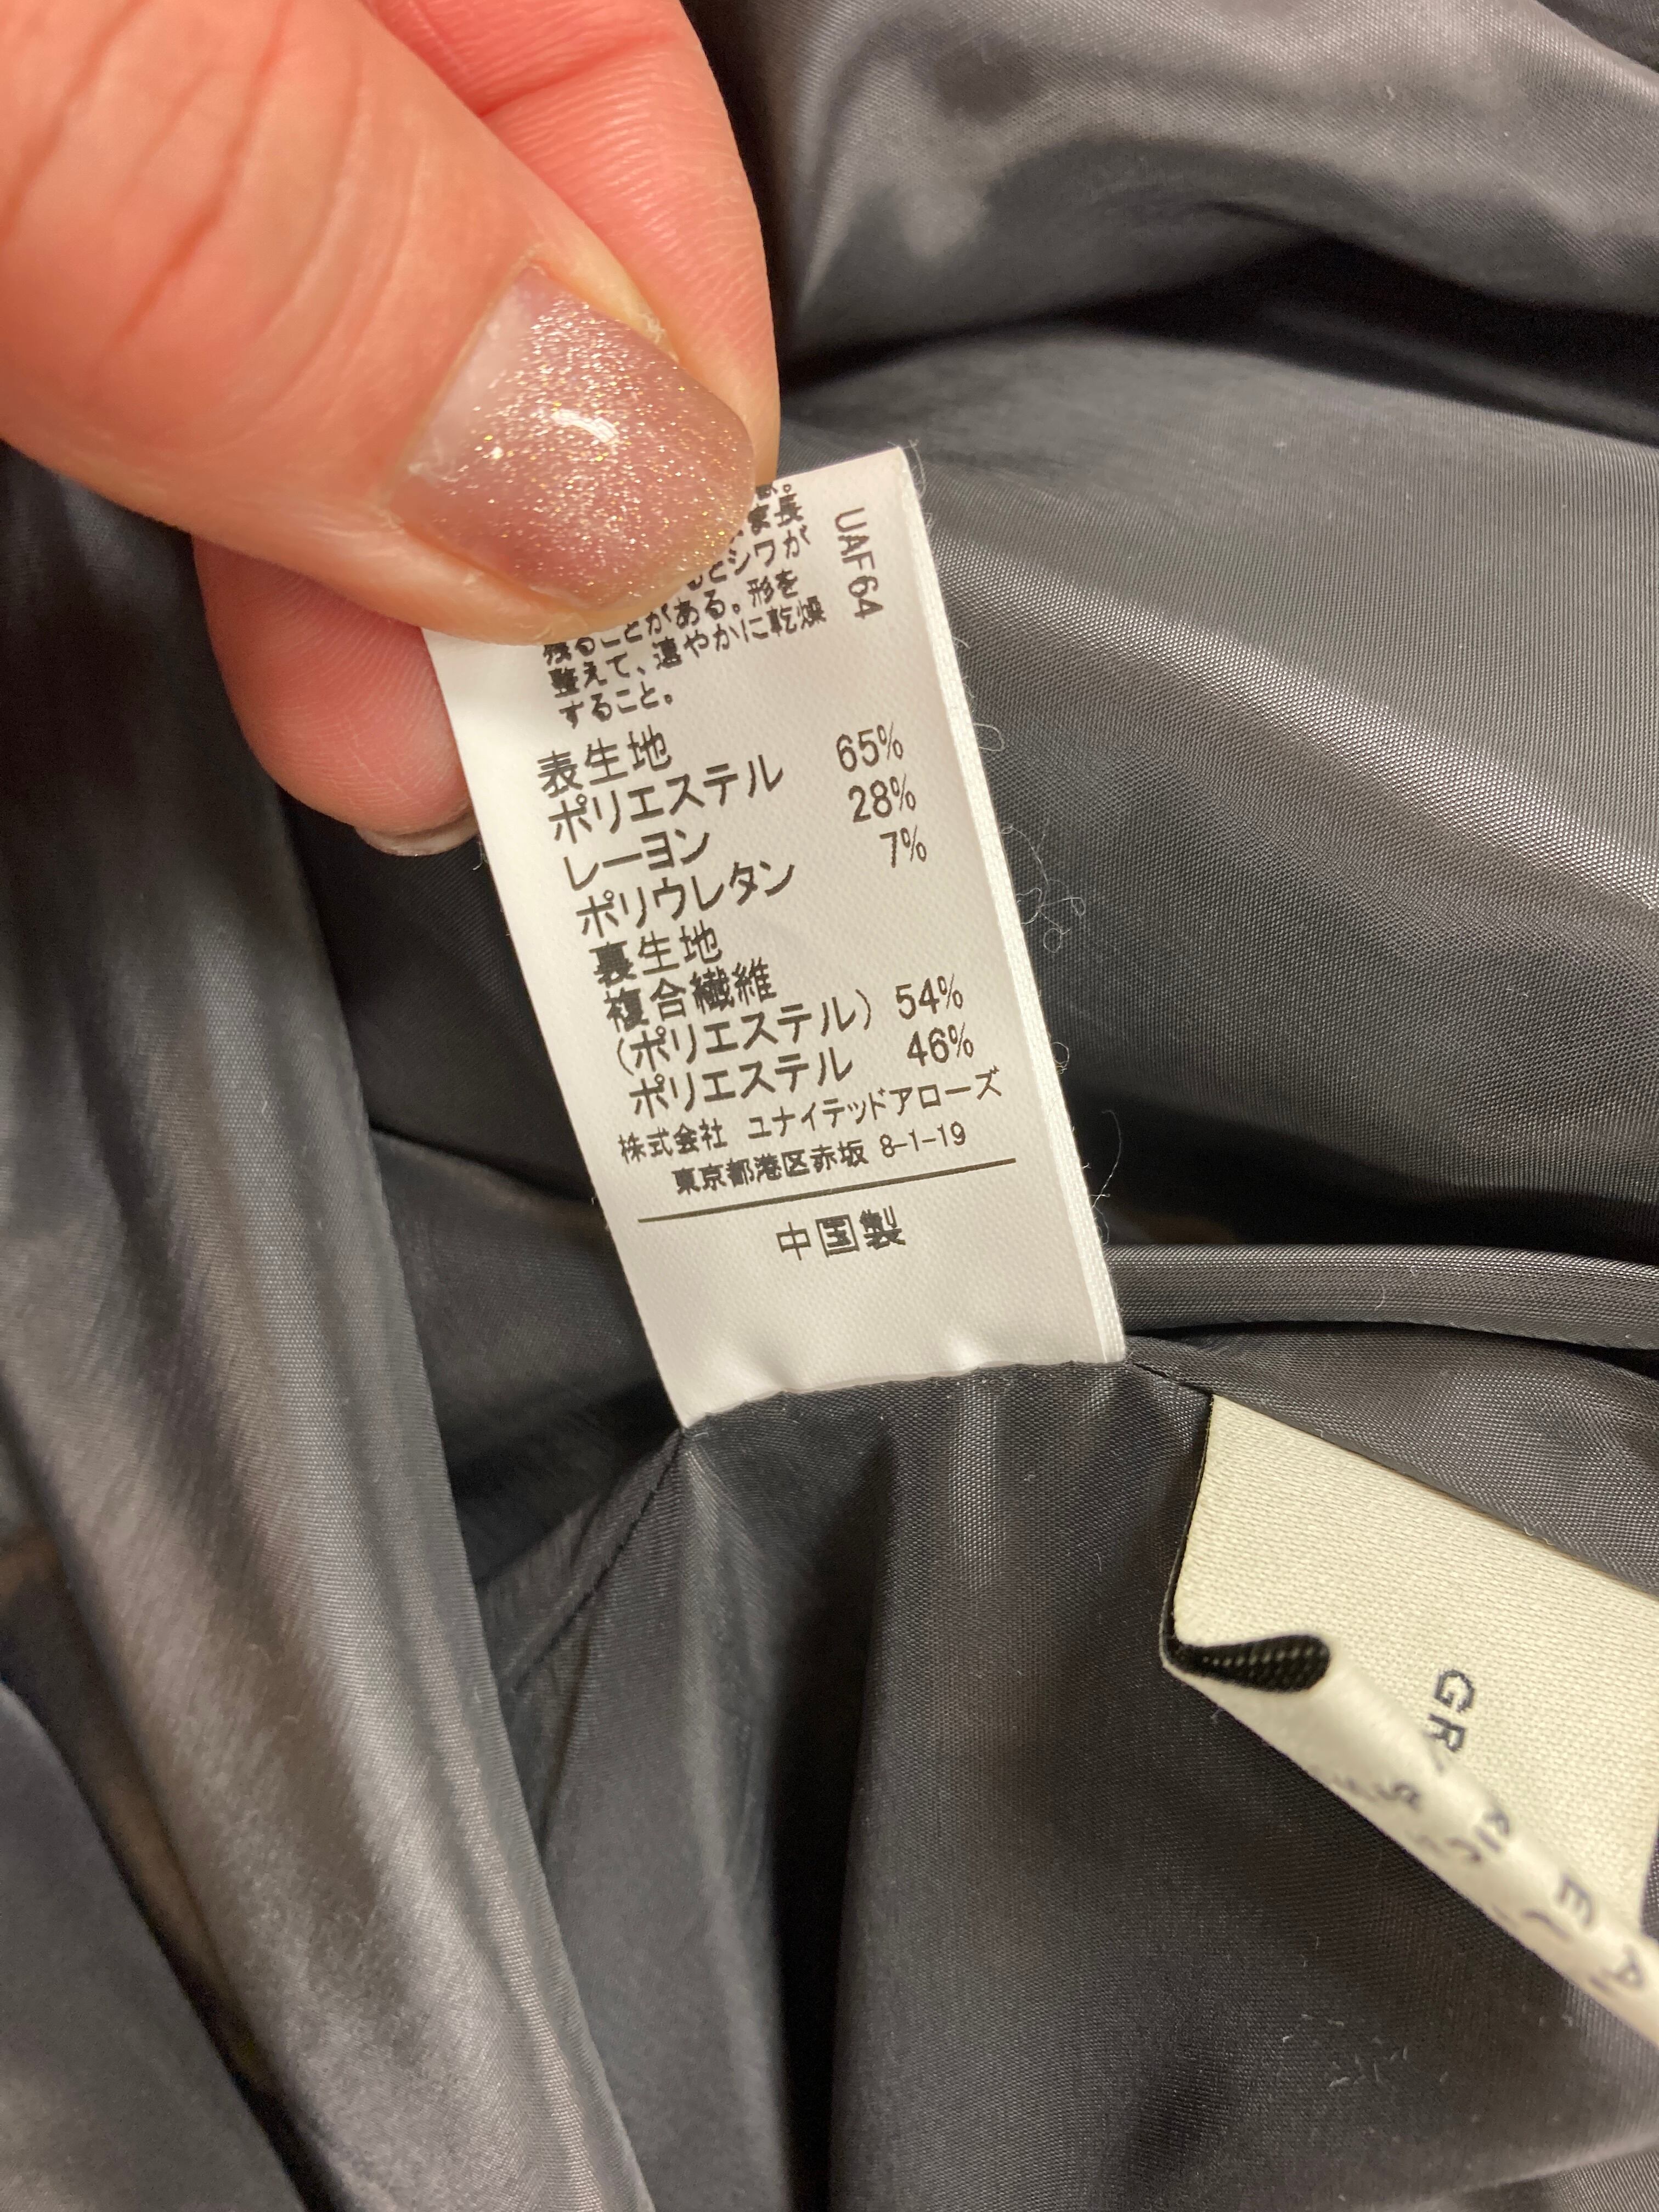 UAF64
シワが
ことがある。形を
整えて、速やかに乾燥
すること。
表生地
ポリエステル 65%
レーヨン 28%
ポリウレタン 7%
裏生地
複合繊維
(ポリエステル) 54%
ポリエステル 46%
株式会社 ユナイテッドアローズ
東京都港区赤坂 8-1-19
中国製
GR